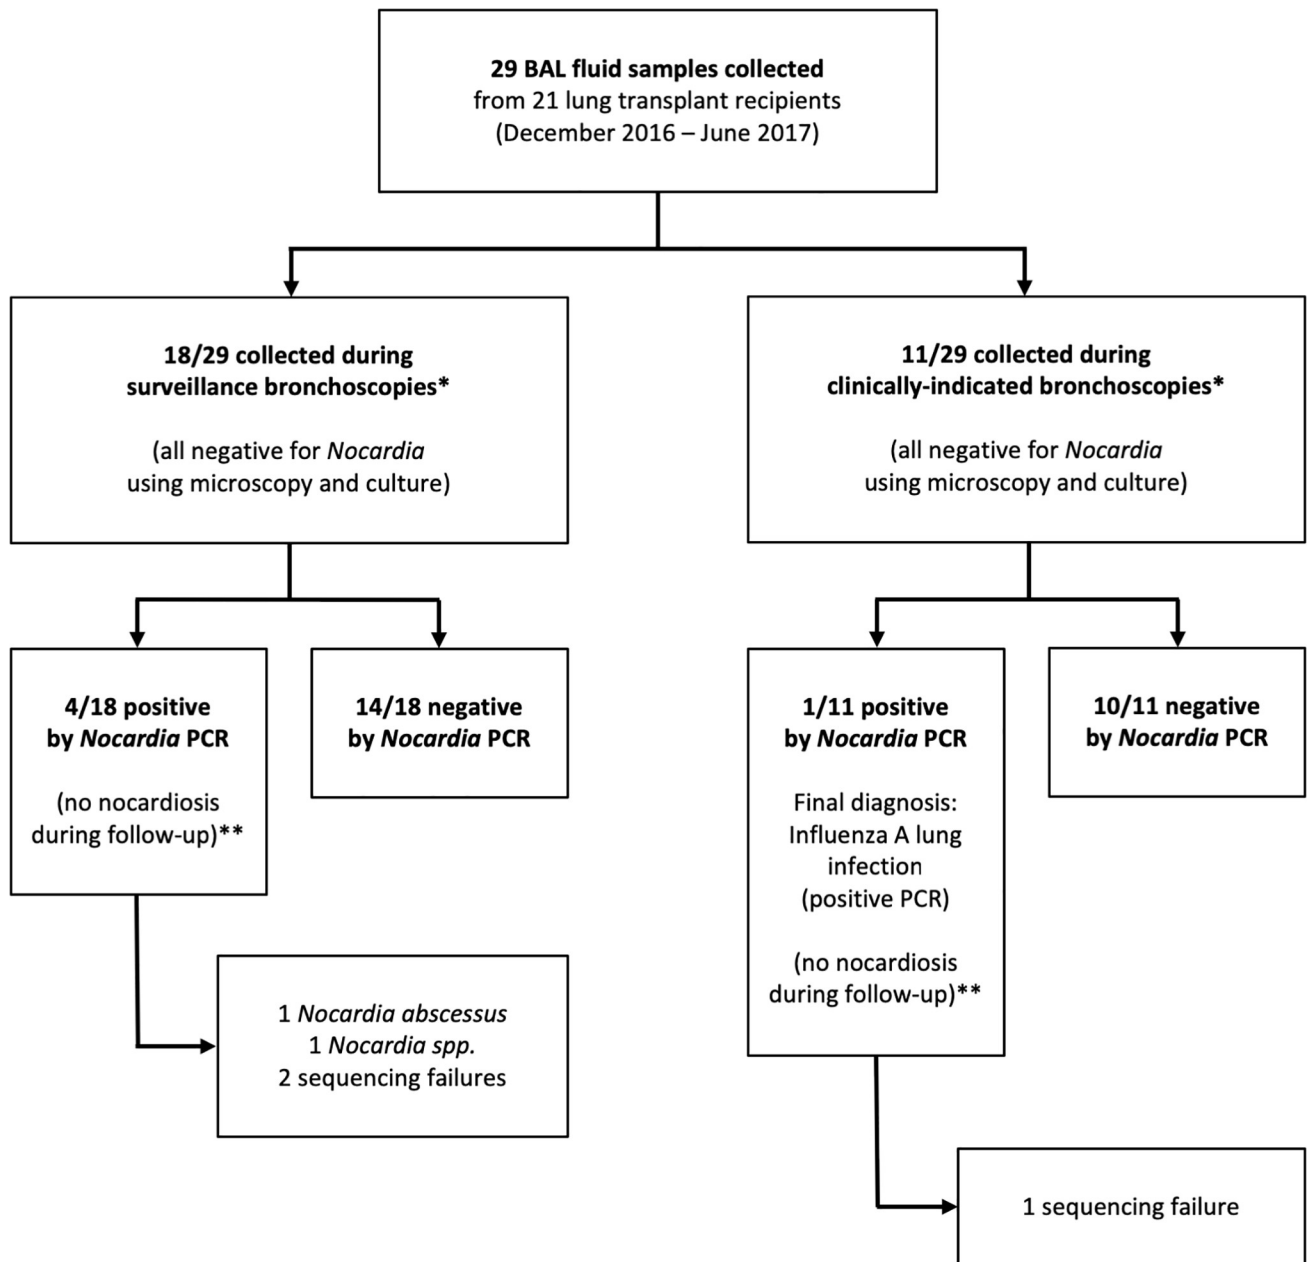 29 BAL fluid samples collected
from 21 lung transplant recipients
(December 2016 – June 2017)
18/29 collected during
surveillance bronchoscopies*
(all negative for Nocardia
using microscopy and culture)
11/29 collected during
clinically-indicated bronchoscopies*
(all negative for Nocardia
using microscopy and culture)
4/18 positive
by Nocardia PCR
(no nocardiosis
during follow-up)**
14/18 negative
by Nocardia PCR
1/11 positive
by Nocardia PCR
Final diagnosis:
Influenza A lung
infection
(positive PCR)
(no nocardiosis
during follow-up)**
10/11 negative
by Nocardia PCR
1 Nocardia abscessus
1 Nocardia spp.
2 sequencing failures
1 sequencing failure